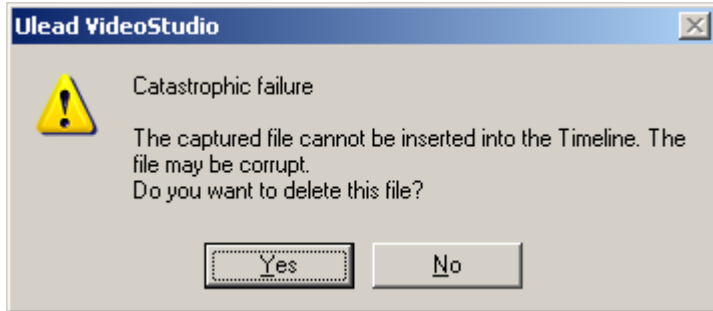 Ulead VideoStudio
Catastrophic failure
The captured file cannot be inserted into the Timeline. The
file may be corrupt.
Do you want to delete this file?
Yes No